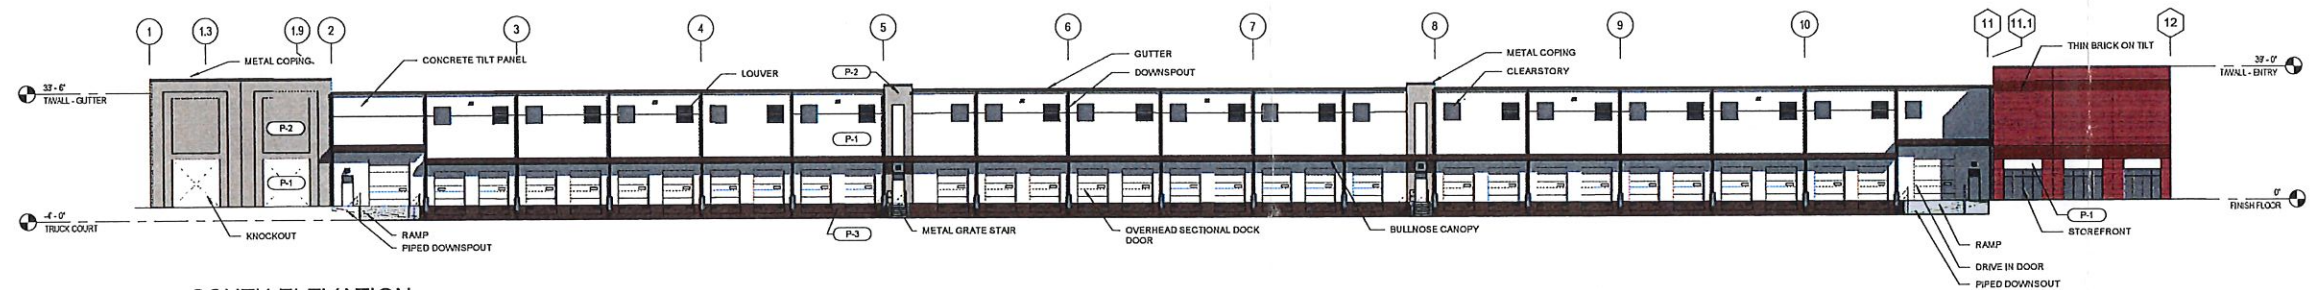 1 1.3 1.9 2 3 4 5 6 7 8 9 10 11 11.1 12
METAL COPING
CONCRETE TILT PANEL
LOUVER
P-2
GUTTER
DOWNSPOUT
METAL COPING
CLEARSTORY
THIN BRICK ON TILT
T/WALL - GUTTER
39' - 0"
T/WALL - ENTRY
P-2
P-1
P-1
-4' - 0"
TRUCK COURT
0'
FINISH FLOOR
KNOCKOUT
RAMP
PIPED DOWNSPOUT
P-3
METAL GRATE STAIR
OVERHEAD SECTIONAL DOCK
DOOR
BULLNOSE CANOPY
P-1
STOREFRONT
RAMP
DRIVE IN DOOR
PIPED DOWNSOUT
SOUTH ELEVATION